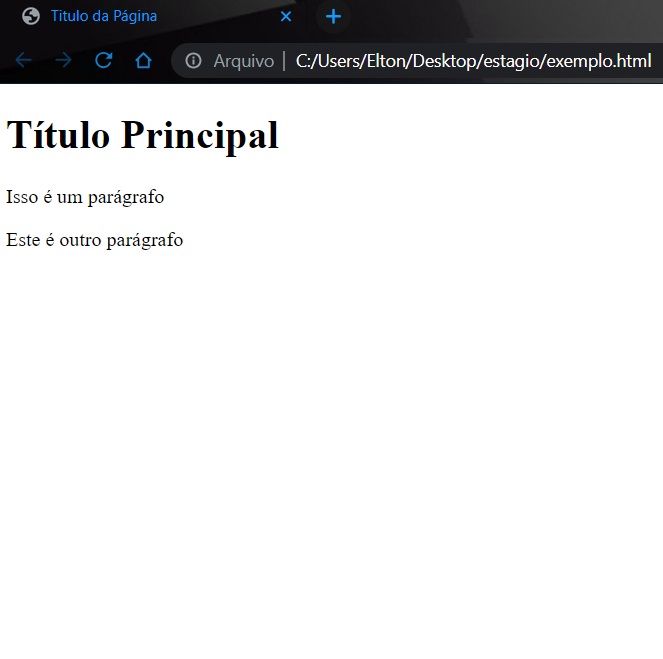 Titulo da Página
Arquivo | C:/Users/Elton/Desktop/estagio/exemplo.html
Título Principal
Isso é um parágrafo
Este é outro parágrafo